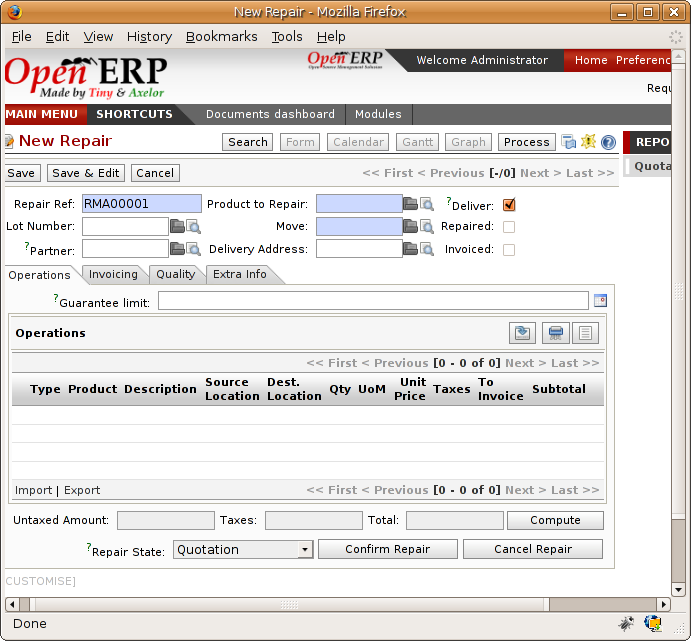 New Repair - Mozilla Firefox
File Edit View History Bookmarks Tools Help
Open ERP
Made by Tiny & Axelor
Open ERP
Open Source Management Solution
Welcome Administrator
Home Preferenc
Requ
MAIN MENU SHORTCUTS Documents dashboard Modules
New Repair Search Form Calendar Gantt Graph Process REPO
Save Save & Edit Cancel << First < Previous [-/0] Next > Last >> Quota
Repair Ref: RMA00001 Product to Repair: ?Deliver:
Lot Number: Move: Repaired:
?Partner: Delivery Address: Invoiced:
Operations Invoicing Quality Extra Info
?Guarantee limit:
Operations
<< First < Previous [0 - 0 of 0] Next > Last >>
Type Product Description Source Location Dest. Location Qty UoM Unit Price Taxes To Invoice Subtotal
Import | Export << First < Previous [0 - 0 of 0] Next > Last >>
Untaxed Amount: Taxes: Total: Compute
?Repair State: Quotation Confirm Repair Cancel Repair
CUSTOMISE]
Done